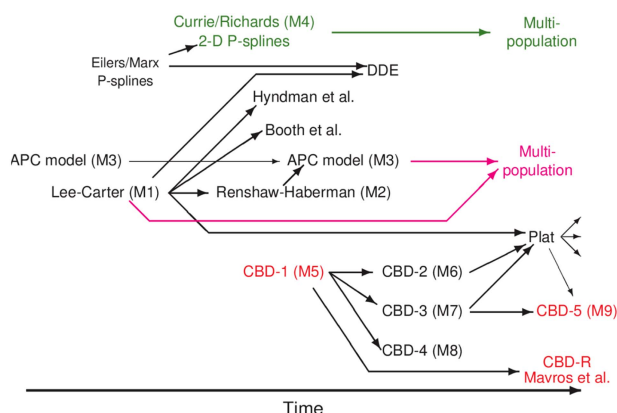 Currie/Richards (M4)
2-D P-splines
Multi-
population
Eilers/Marx
P-splines
DDE
Hyndman et al.
Booth et al.
APC model (M3)
APC model (M3)
Multi-
population
Lee-Carter (M1)
Renshaw-Haberman (M2)
Plat
CBD-1 (M5)
CBD-2 (M6)
CBD-3 (M7)
CBD-5 (M9)
CBD-4 (M8)
CBD-R
Mavros et al.
Time